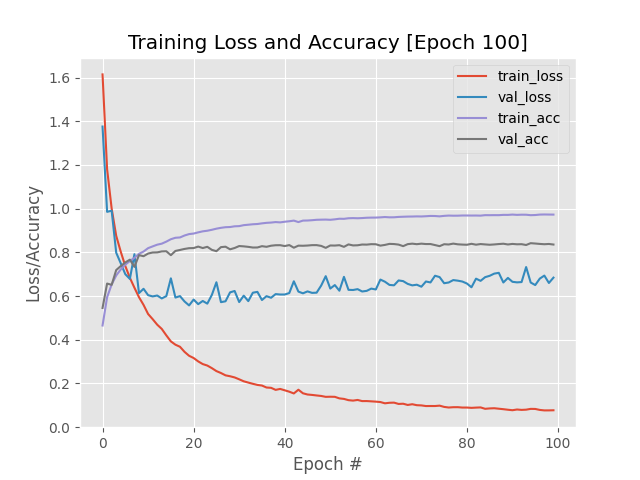 Training Loss and Accuracy [Epoch 100]
train_loss
val_loss
train_acc
val_acc
1.6
1.4
1.2
1.0
0.8
0.6
0.4
0.2
0.0
Loss/Accuracy
0 20 40 60 80 100
Epoch #